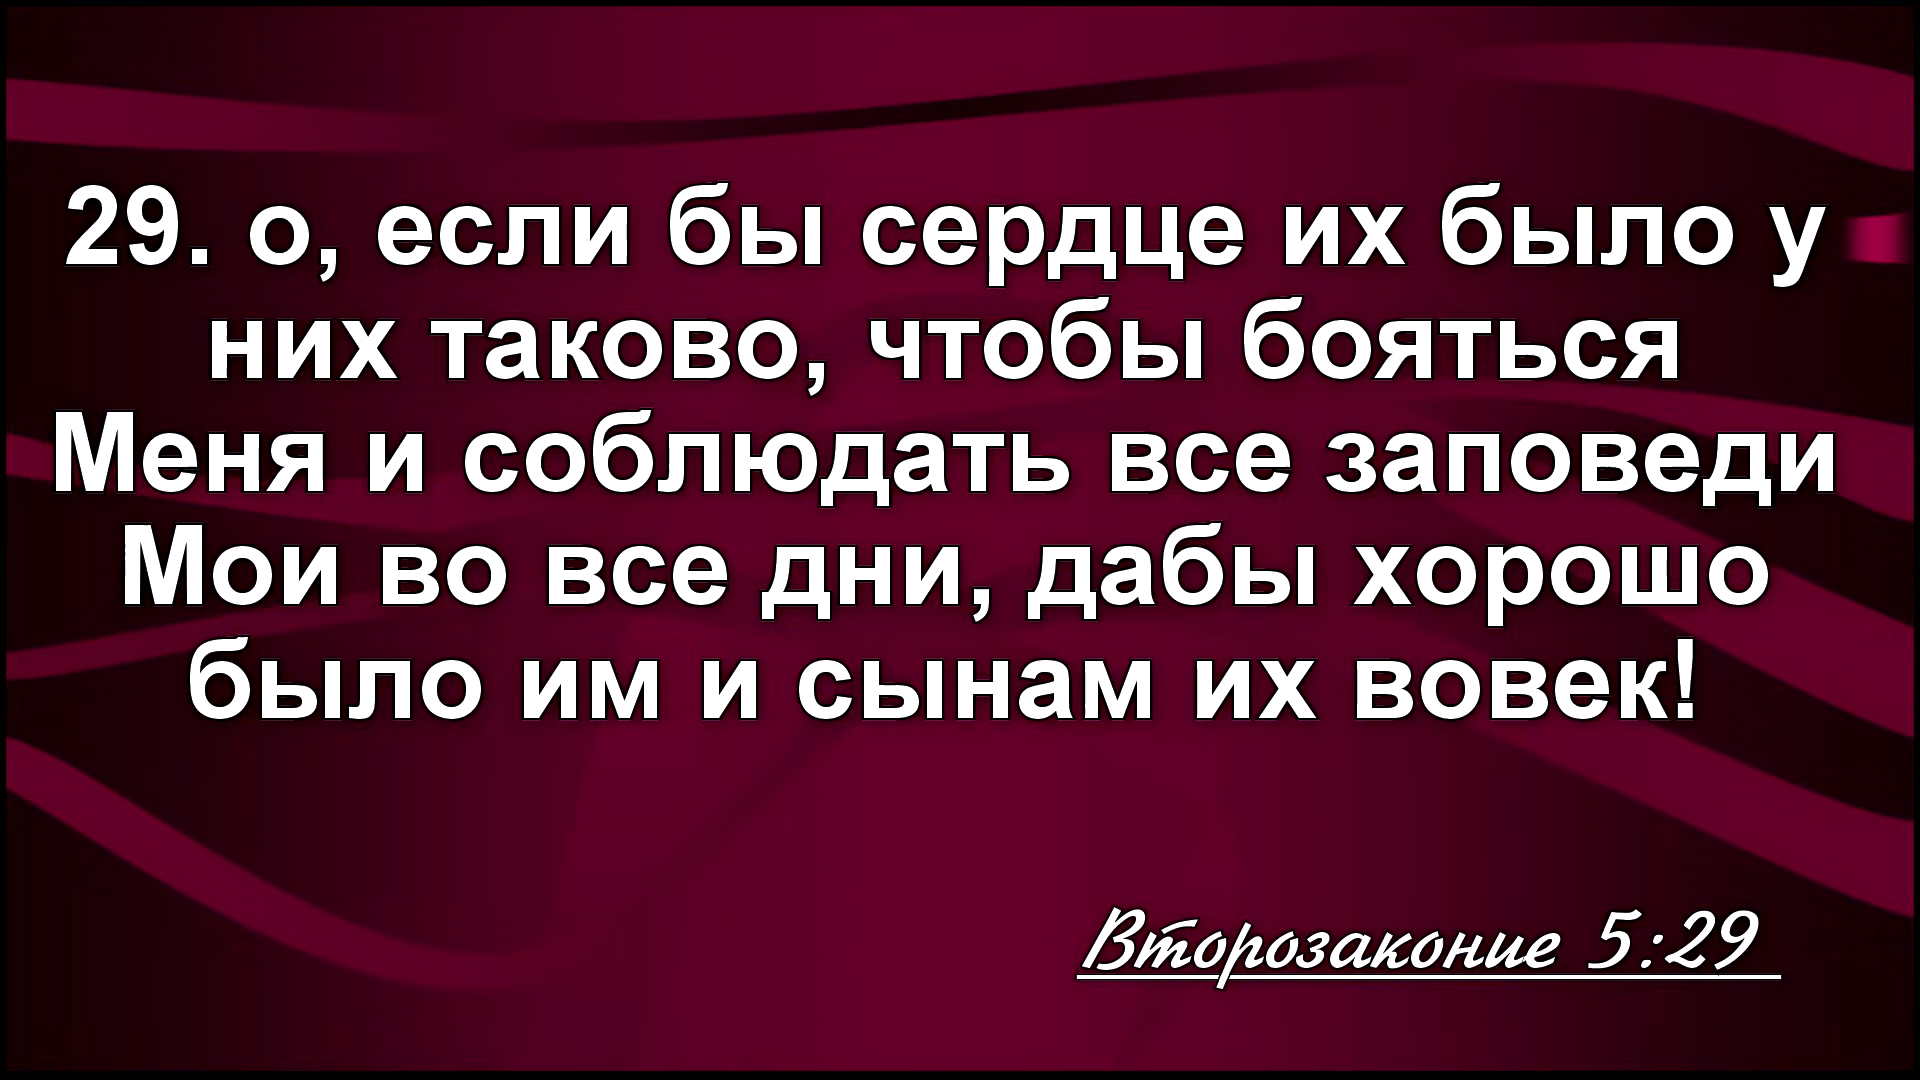 29. о, если бы сердце их было у
них таково, чтобы бояться
Меня и соблюдать все заповеди
Мои во все дни, дабы хорошо
было им и сынам их вовек!
Второзаконие 5:29